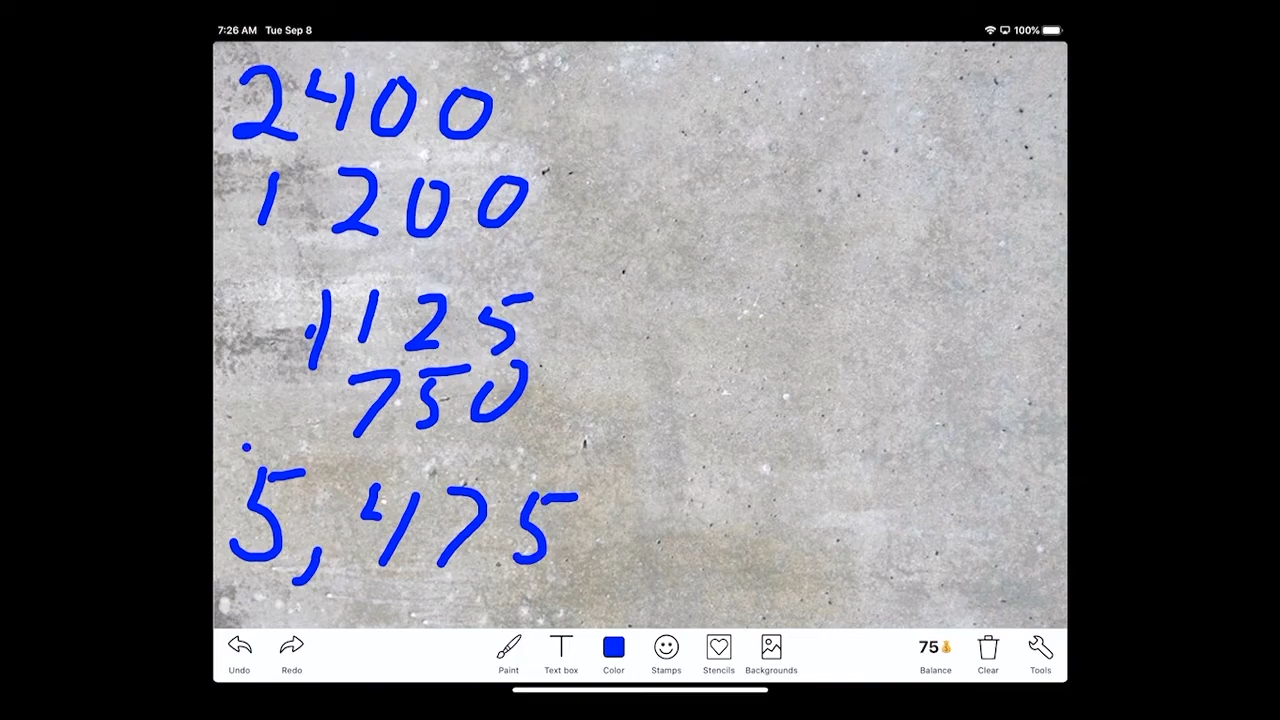 7:26 AM Tue Sep 8 100%
2400
1200
1125
750
5,475
Undo Redo Paint Text box Color Stamps Stencils Backgrounds 75 Balance Clear Tools